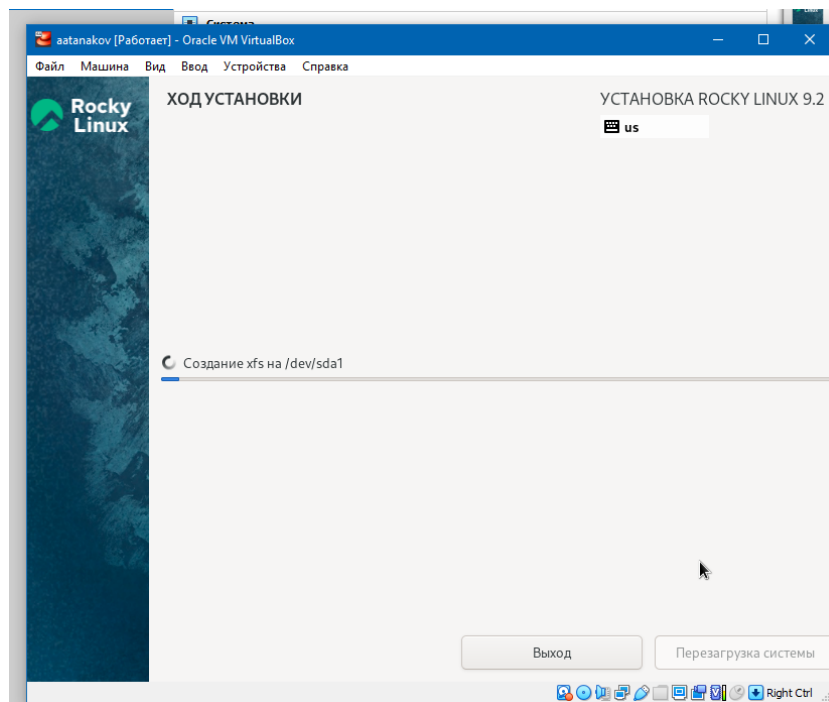 Система
aatanakov [Работает] - Oracle VM VirtualBox
Файл Машина Вид Ввод Устройства Справка
Rocky
Linux
ХОД УСТАНОВКИ
УСТАНОВКА ROCKY LINUX 9.2
us
Создание xfs на /dev/sda1
Выход
Перезагрузка системы
Right Ctrl